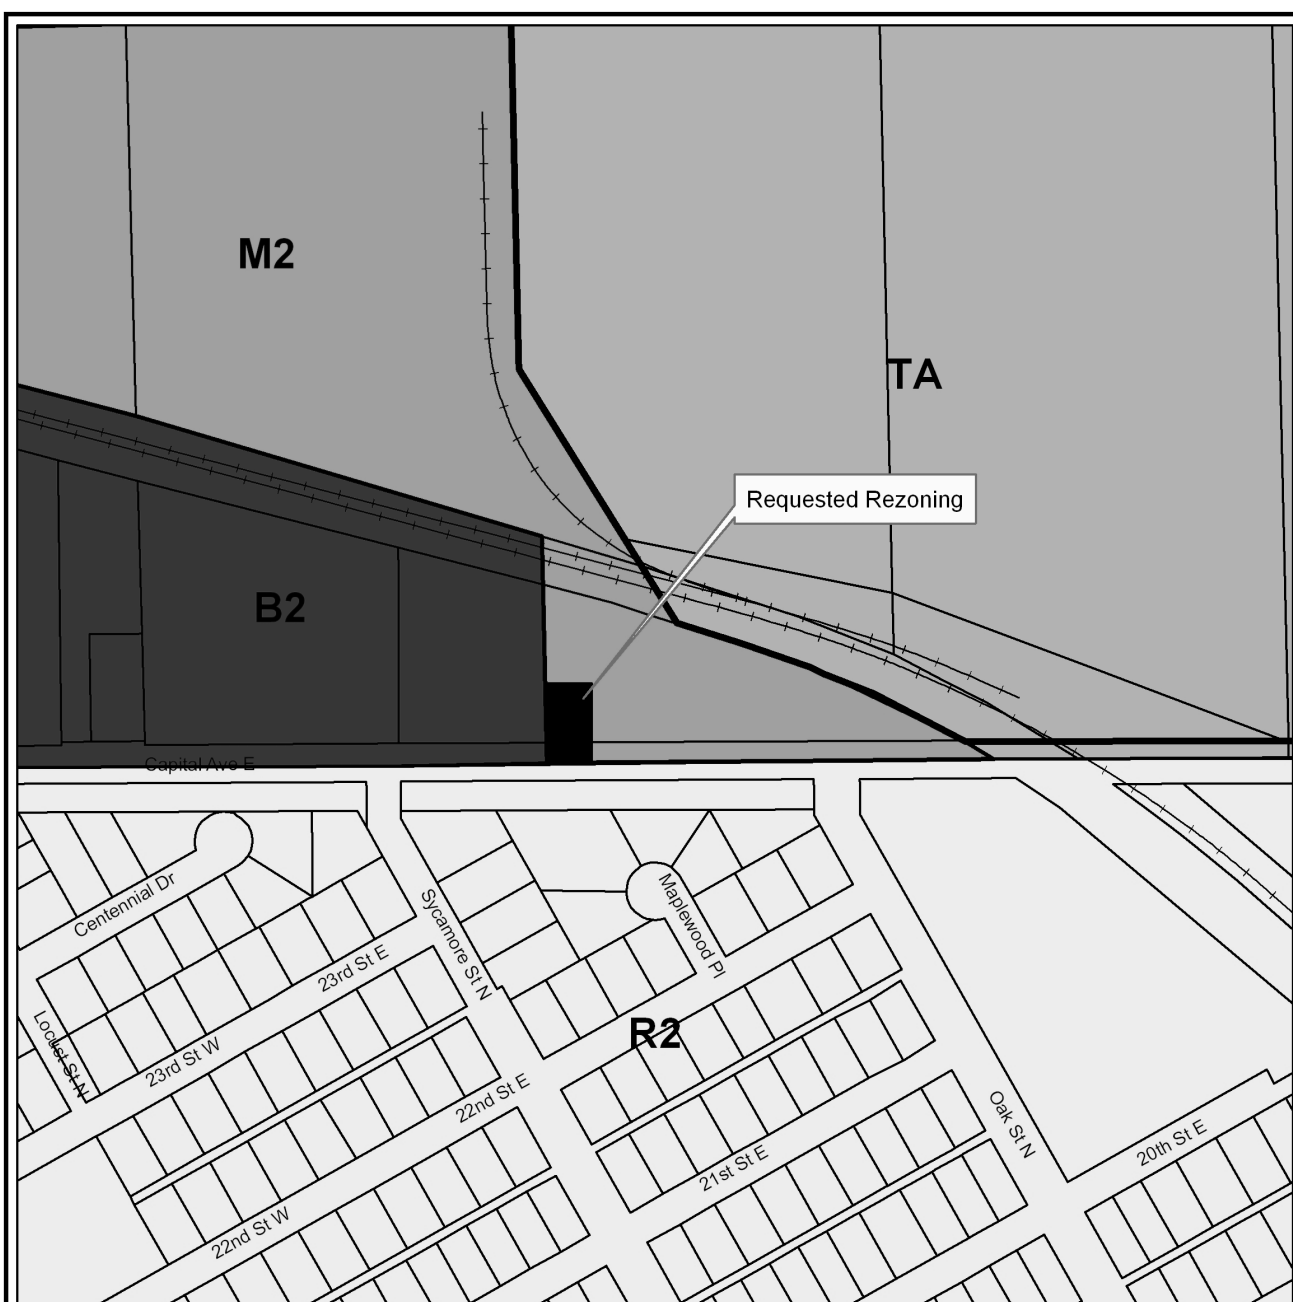 M2
TA
Requested Rezoning
B2
Capital Ave E
Centennial Dr
Sycamore St N
Maplewood Pl
23rd St E
Locust St N
23rd St W
R2
22nd St E
Oak St N
20th St E
21st St E
22nd St W